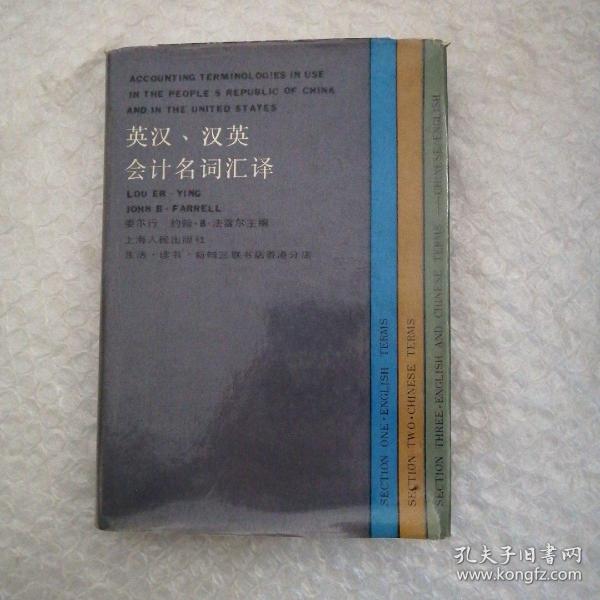 ACCOUNTING TERMINOLOGIES IN USE
IN THE PEOPLE S REPUBLIC OF CHINA
AND IN THE UNITED STATES
英汉、汉英
会计名词汇译
LOU ER-YING
JOHN B·FARRELL
娄尔行 约翰·B·法雷尔主编
上海人民出版社
生活·读书·新知三联书店香港分店
SECTION ONE·ENGLISH TERMS
SECTION TWO·CHINESE TERMS
SECTION THREE·ENGLISH AND CHINESE TERMS——CHINESE-ENGLISH
孔夫子旧书网
www.kongfz.com